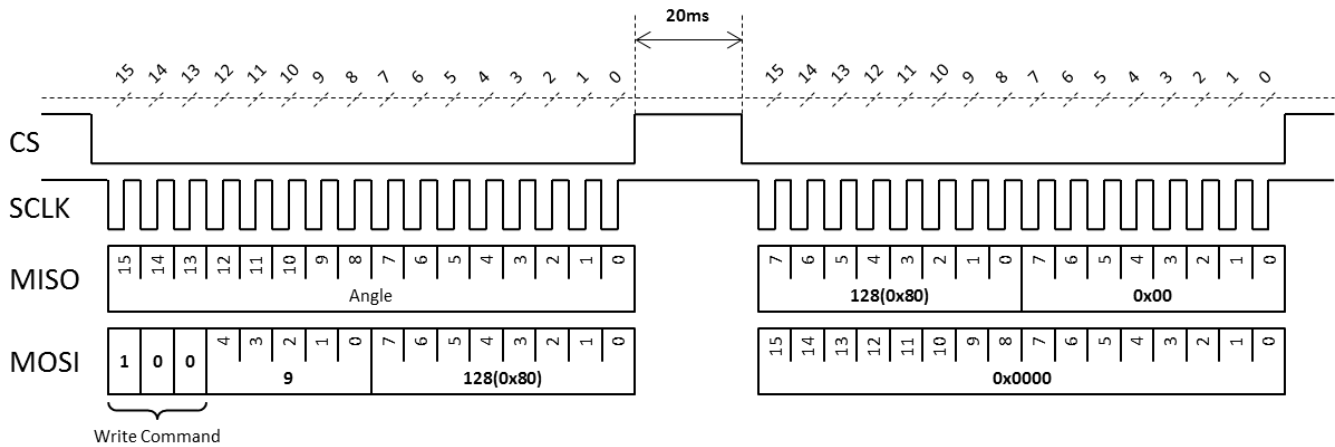 20ms
15 14 13 12 11 10 9 8 7 6 5 4 3 2 1 0 15 14 13 12 11 10 9 8 7 6 5 4 3 2 1 0
CS
SCLK
MISO 15 14 13 12 11 10 9 8 7 6 5 4 3 2 1 0 7 6 5 4 3 2 1 0 7 6 5 4 3 2 1 0
Angle 128(0x80) 0x00
MOSI 1 0 0 4 3 2 1 0 7 6 5 4 3 2 1 0 15 14 13 12 11 10 9 8 7 6 5 4 3 2 1 0
9 128(0x80) 0x0000
Write Command